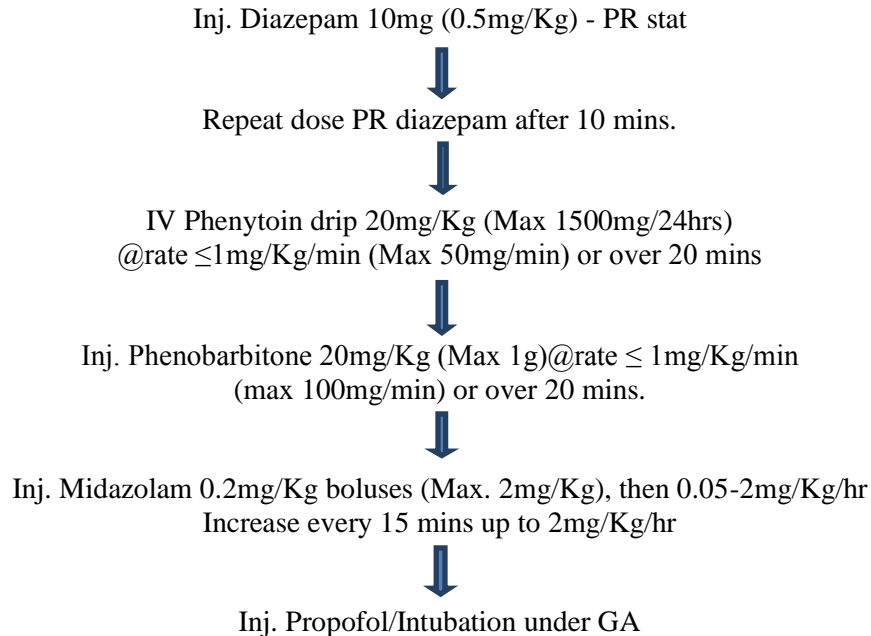 Inj. Diazepam 10mg (0.5mg/Kg) - PR stat
Repeat dose PR diazepam after 10 mins.
IV Phenytoin drip 20mg/Kg (Max 1500mg/24hrs)
@rate ≤1mg/Kg/min (Max 50mg/min) or over 20 mins
Inj. Phenobarbitone 20mg/Kg (Max 1g)@rate ≤ 1mg/Kg/min
(max 100mg/min) or over 20 mins.
Inj. Midazolam 0.2mg/Kg boluses (Max. 2mg/Kg), then 0.05-2mg/Kg/hr
Increase every 15 mins up to 2mg/Kg/hr
Inj. Propofol/Intubation under GA